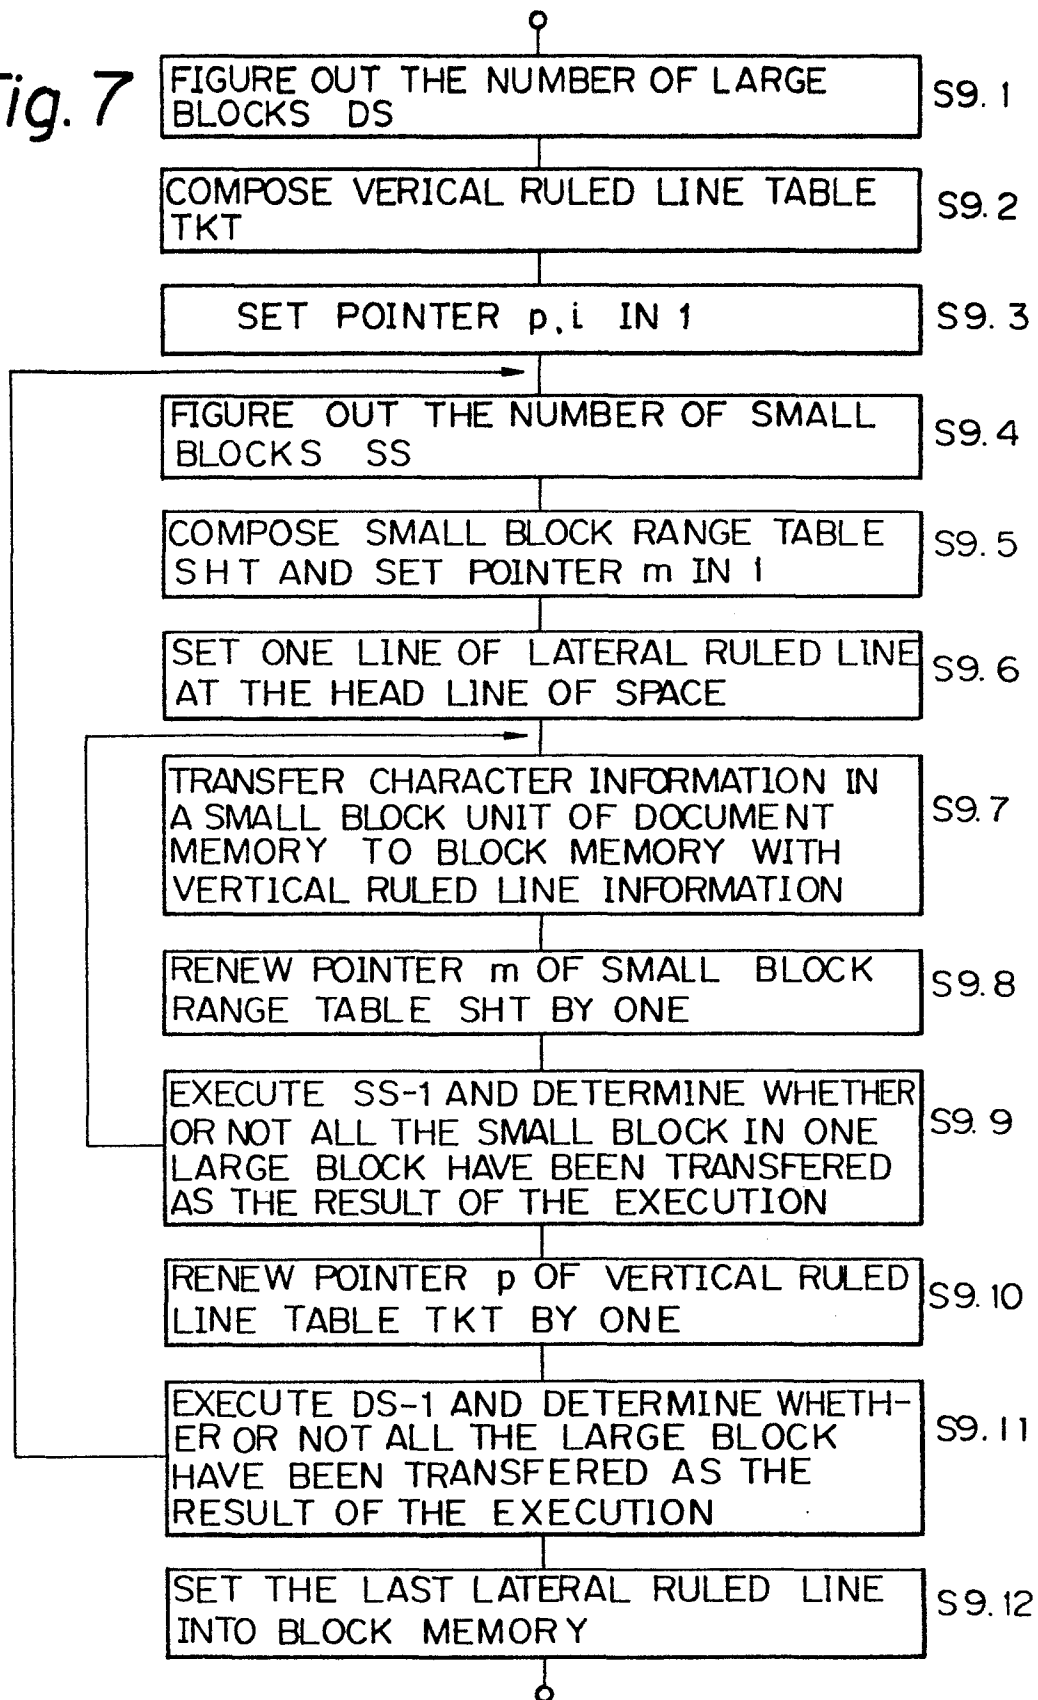 Fig. 7
FIGURE OUT THE NUMBER OF LARGE
BLOCKS DS
S9.1
COMPOSE VERICAL RULED LINE TABLE
TKT
S9.2
SET POINTER p,i IN 1
S9.3
FIGURE OUT THE NUMBER OF SMALL
BLOCKS SS
S9.4
COMPOSE SMALL BLOCK RANGE TABLE
SHT AND SET POINTER m IN 1
S9.5
SET ONE LINE OF LATERAL RULED LINE
AT THE HEAD LINE OF SPACE
S9.6
TRANSFER CHARACTER INFORMATION IN
A SMALL BLOCK UNIT OF DOCUMENT
MEMORY TO BLOCK MEMORY WITH
VERTICAL RULED LINE INFORMATION
S9.7
RENEW POINTER m OF SMALL BLOCK
RANGE TABLE SHT BY ONE
S9.8
EXECUTE SS-1 AND DETERMINE WHETHER
OR NOT ALL THE SMALL BLOCK IN ONE
LARGE BLOCK HAVE BEEN TRANSFERED
AS THE RESULT OF THE EXECUTION
S9.9
RENEW POINTER p OF VERTICAL RULED
LINE TABLE TKT BY ONE
S9.10
EXECUTE DS-1 AND DETERMINE WHETH-
ER OR NOT ALL THE LARGE BLOCK
HAVE BEEN TRANSFERED AS THE
RESULT OF THE EXECUTION
S9.11
SET THE LAST LATERAL RULED LINE
INTO BLOCK MEMORY
S9.12